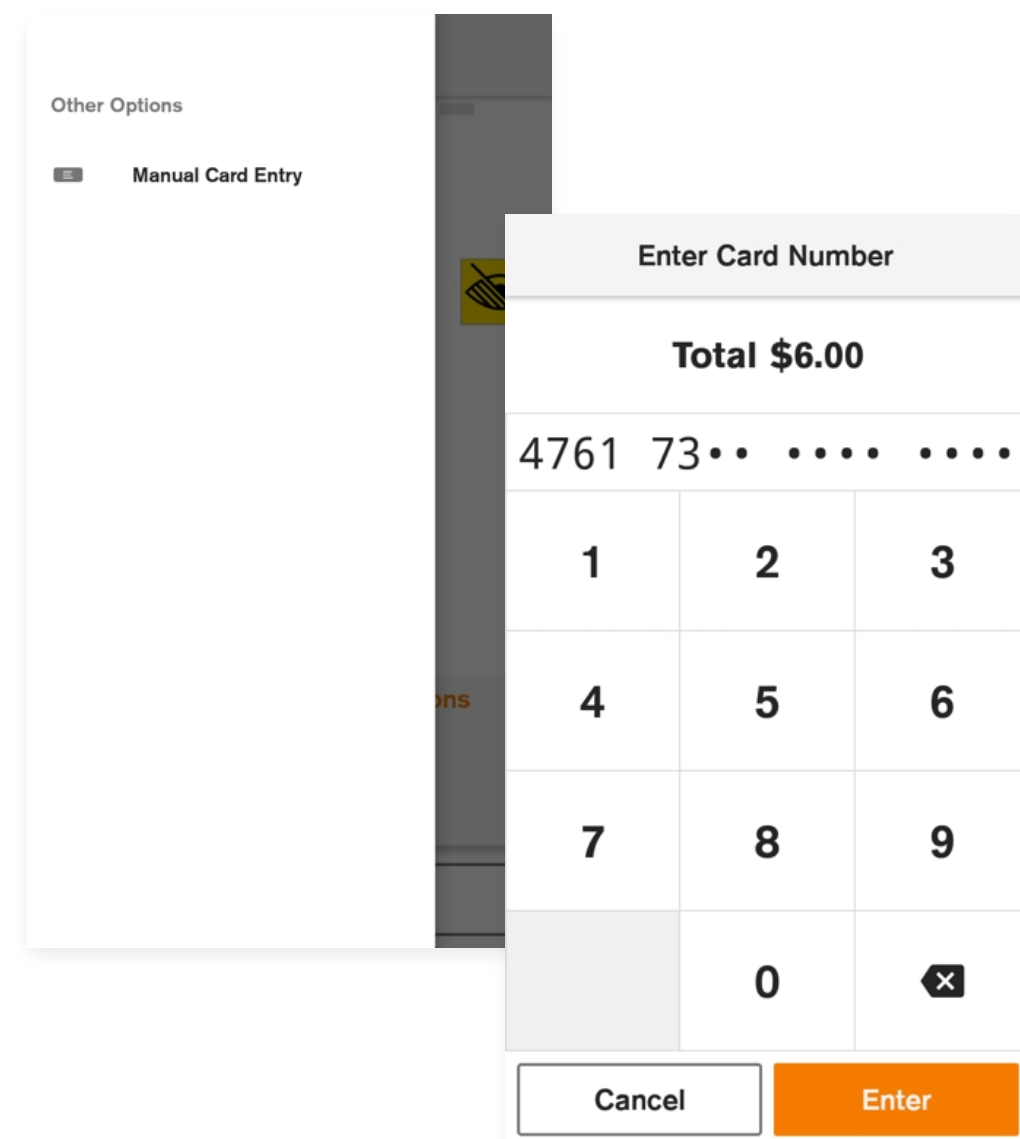 Other Options
Manual Card Entry
ons
Enter Card Number
Total $6.00
4761 73•• •••• ••••
1 2 3
4 5 6
7 8 9
0
Cancel Enter